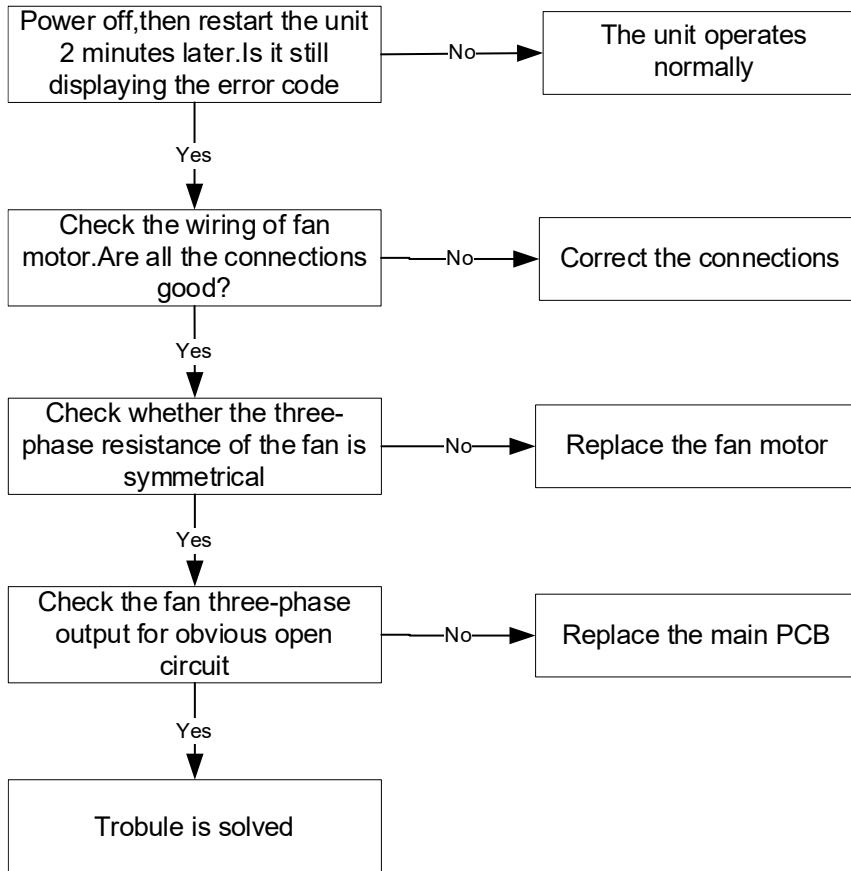 Power off,then restart the unit
2 minutes later.Is it still
displaying the error code
No
The unit operates
normally
Yes
Check the wiring of fan
motor.Are all the connections
good?
No
Correct the connections
Yes
Check whether the three-
phase resistance of the fan is
symmetrical
No
Replace the fan motor
Yes
Check the fan three-phase
output for obvious open
circuit
No
Replace the main PCB
Yes
Trobule is solved